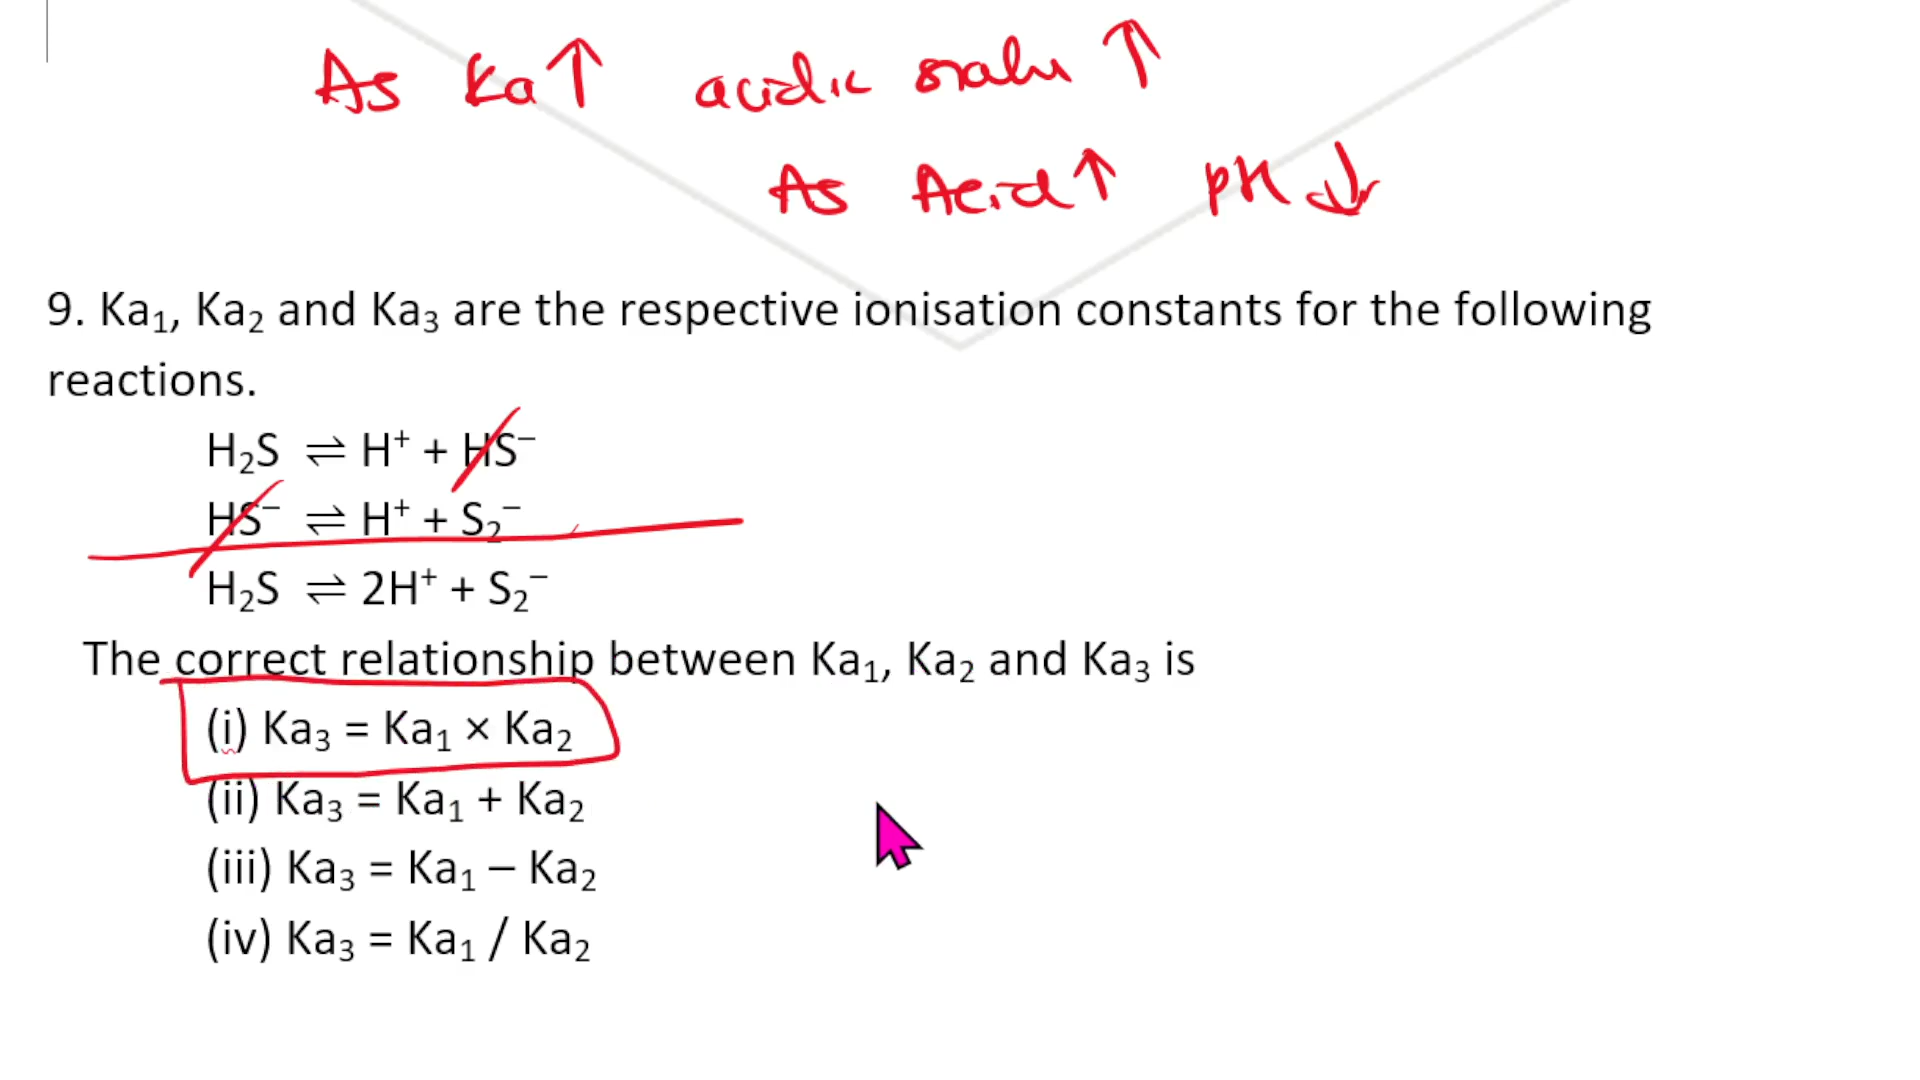 As Ka↑ acidic ↑
As Acid↑ pH↓
9. Ka₁, Ka₂ and Ka₃ are the respective ionisation constants for the following
reactions.
H₂S ⇌ H⁺ + HS⁻
HS⁻ ⇌ H⁺ + S₂⁻
H₂S ⇌ 2H⁺ + S₂⁻
The correct relationship between Ka₁, Ka₂ and Ka₃ is
(i) Ka₃ = Ka₁ × Ka₂
(ii) Ka₃ = Ka₁ + Ka₂
(iii) Ka₃ = Ka₁ – Ka₂
(iv) Ka₃ = Ka₁ / Ka₂